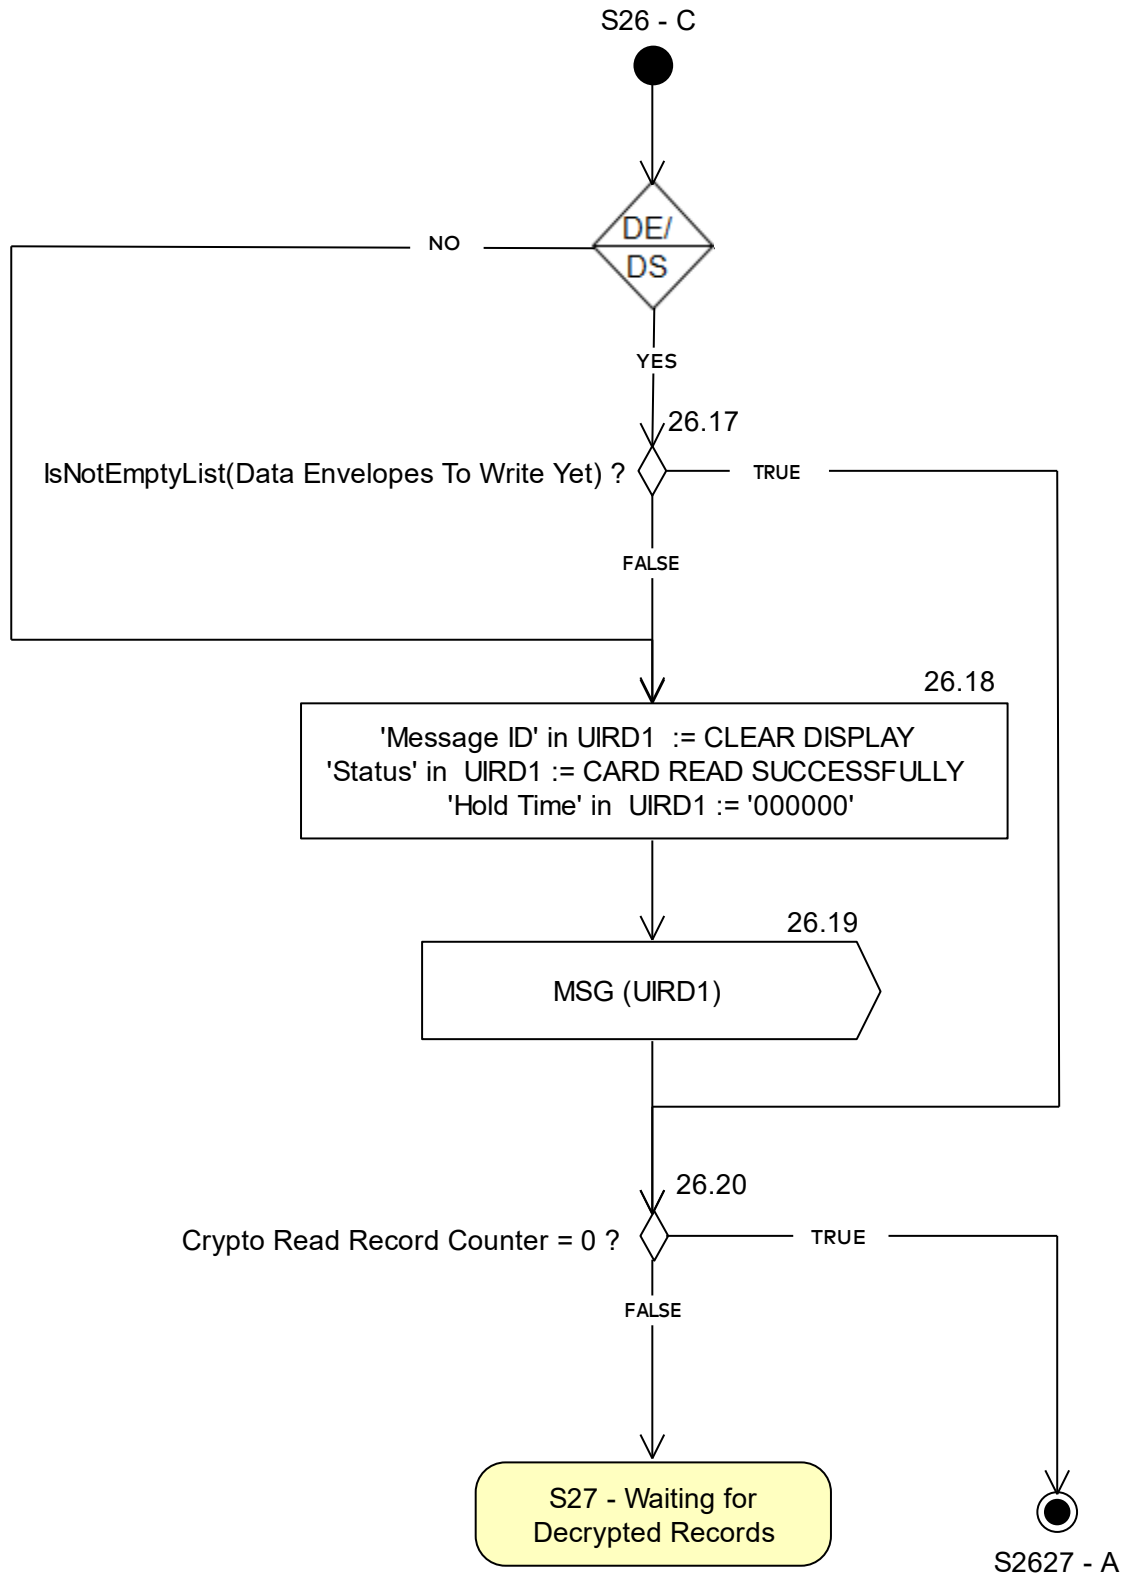 S26 - C
DE/
DS
NO
YES
26.17
IsNotEmptyList(Data Envelopes To Write Yet) ?
TRUE
FALSE
26.18
'Message ID' in UIRD1  := CLEAR DISPLAY
'Status' in  UIRD1 := CARD READ SUCCESSFULLY
'Hold Time' in  UIRD1 := '000000'
26.19
MSG (UIRD1)
26.20
Crypto Read Record Counter = 0 ?
TRUE
FALSE
S27 - Waiting for
Decrypted Records
S2627 - A